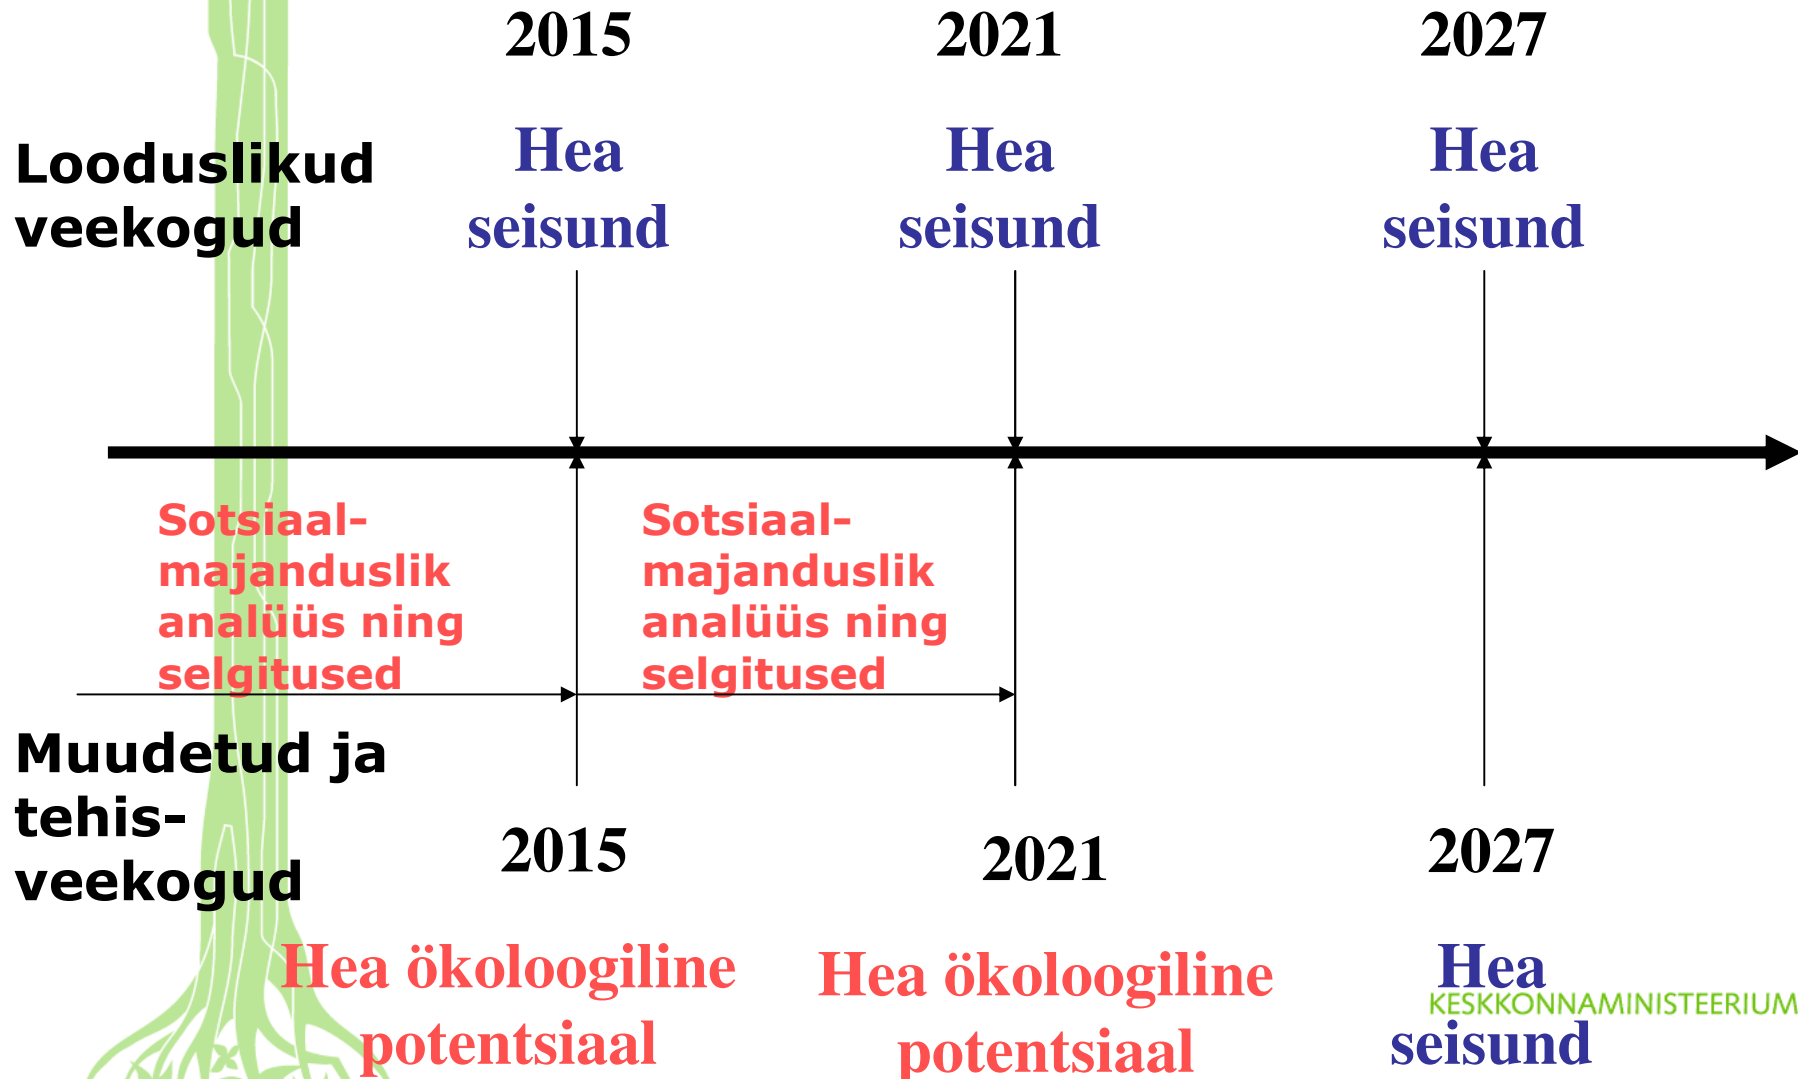 2015
2021
2027
Looduslikud
veekogud
Hea
seisund
Hea
seisund
Hea
seisund
Sotsiaal-
majanduslik
analüüs ning
selgitused
Sotsiaal-
majanduslik
analüüs ning
selgitused
Muudetud ja
tehis-
veekogud
2015
2021
2027
Hea ökoloogiline
potentsiaal
Hea ökoloogiline
potentsiaal
Hea
seisund
KESKKONNAMINISTEERIUM